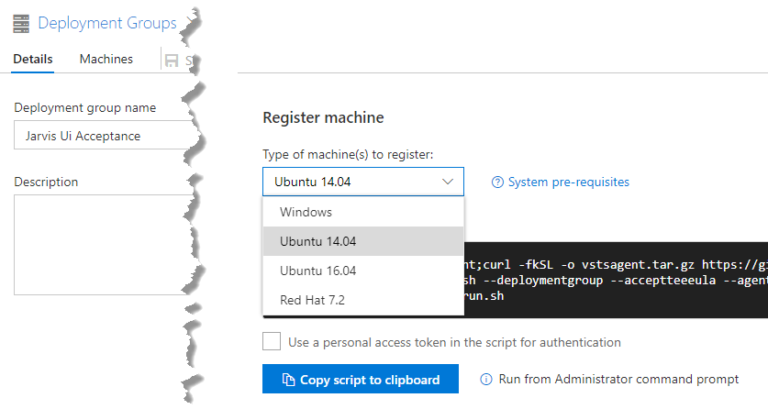 Deployment Groups
Details Machines
Deployment group name
Jarvis Ui Acceptance
Description
Register machine
Type of machine(s) to register:
Ubuntu 14.04
System pre-requisites
Windows
Ubuntu 14.04
Ubuntu 16.04
Red Hat 7.2
nt;curl -fkSL -o vstsagent.tar.gz https://gi
sh --deploymentgroup --acceptteeeula --agent
run.sh
Use a personal access token in the script for authentication
Copy script to clipboard
Run from Administrator command prompt